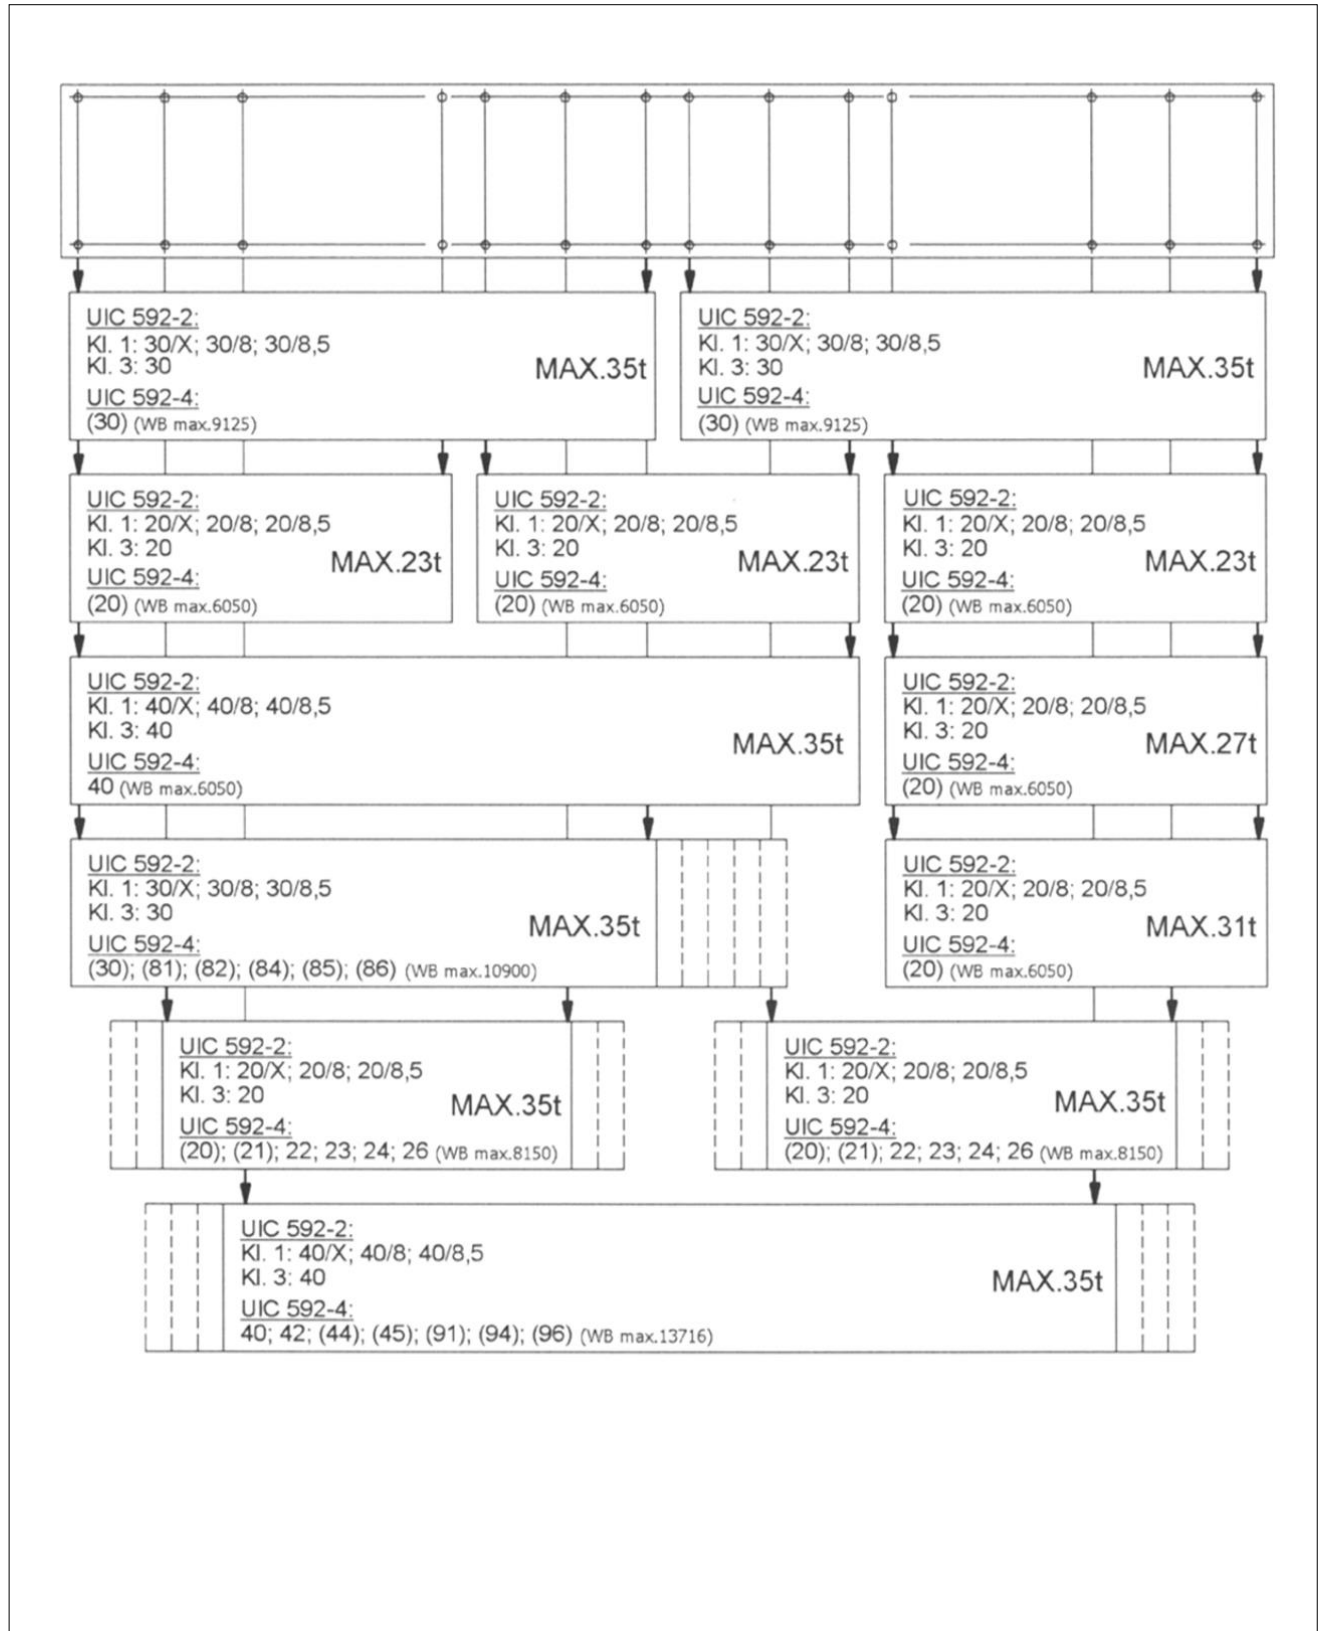 UIC 592-2:
Kl. 1: 30/X; 30/8; 30/8,5
Kl. 3: 30
MAX.35t
UIC 592-4:
(30) (WB max.9125)
UIC 592-2:
Kl. 1: 30/X; 30/8; 30/8,5
Kl. 3: 30
MAX.35t
UIC 592-4:
(30) (WB max.9125)
UIC 592-2:
Kl. 1: 20/X; 20/8; 20/8,5
Kl. 3: 20
MAX.23t
UIC 592-4:
(20) (WB max.6050)
UIC 592-2:
Kl. 1: 20/X; 20/8; 20/8,5
Kl. 3: 20
MAX.23t
UIC 592-4:
(20) (WB max.6050)
UIC 592-2:
Kl. 1: 20/X; 20/8; 20/8,5
Kl. 3: 20
MAX.23t
UIC 592-4:
(20) (WB max.6050)
UIC 592-2:
Kl. 1: 40/X; 40/8; 40/8,5
Kl. 3: 40
MAX.35t
UIC 592-4:
40 (WB max.6050)
UIC 592-2:
Kl. 1: 20/X; 20/8; 20/8,5
Kl. 3: 20
MAX.27t
UIC 592-4:
(20) (WB max.6050)
UIC 592-2:
Kl. 1: 30/X; 30/8; 30/8,5
Kl. 3: 30
MAX.35t
UIC 592-4:
(30); (81); (82); (84); (85); (86) (WB max.10900)
UIC 592-2:
Kl. 1: 20/X; 20/8; 20/8,5
Kl. 3: 20
MAX.31t
UIC 592-4:
(20) (WB max.6050)
UIC 592-2:
Kl. 1: 20/X; 20/8; 20/8,5
Kl. 3: 20
MAX.35t
UIC 592-4:
(20); (21); 22; 23; 24; 26 (WB max.8150)
UIC 592-2:
Kl. 1: 20/X; 20/8; 20/8,5
Kl. 3: 20
MAX.35t
UIC 592-4:
(20); (21); 22; 23; 24; 26 (WB max.8150)
UIC 592-2:
Kl. 1: 40/X; 40/8; 40/8,5
Kl. 3: 40
MAX.35t
UIC 592-4:
40; 42; (44); (45); (91); (94); (96) (WB max.13716)